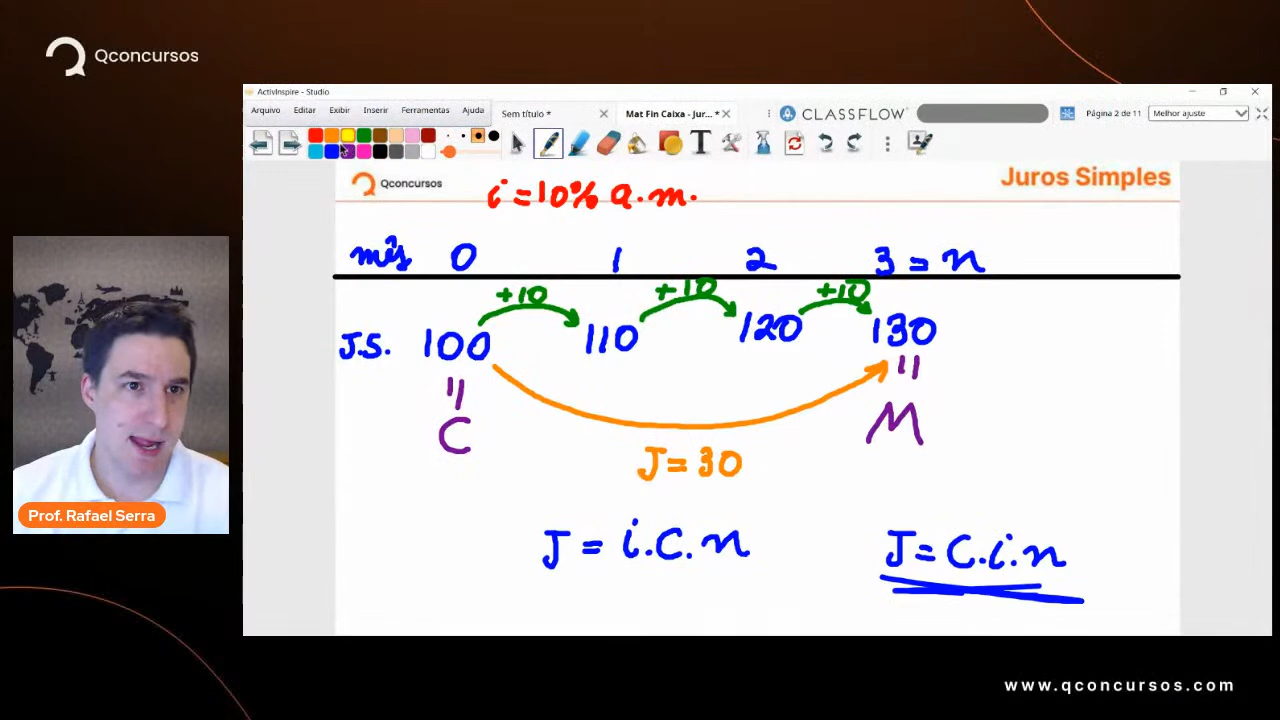 Qconcursos
ActivInspire - Studio
Arquivo Editar Exibir Inserir Ferramentas Ajuda
Sem título *
Mat Fin Caixa - Jur... *
CLASSFLOW
Página 2 de 11
Melhor ajuste
Qconcursos
Juros Simples
i = 10% a.m.
mês 0 1 2 3 = n
+10 +10 +10
J.S. 100 110 120 130
C M
J = 30
J = i.C.n J = C.i.n
Prof. Rafael Serra
www.qconcursos.com